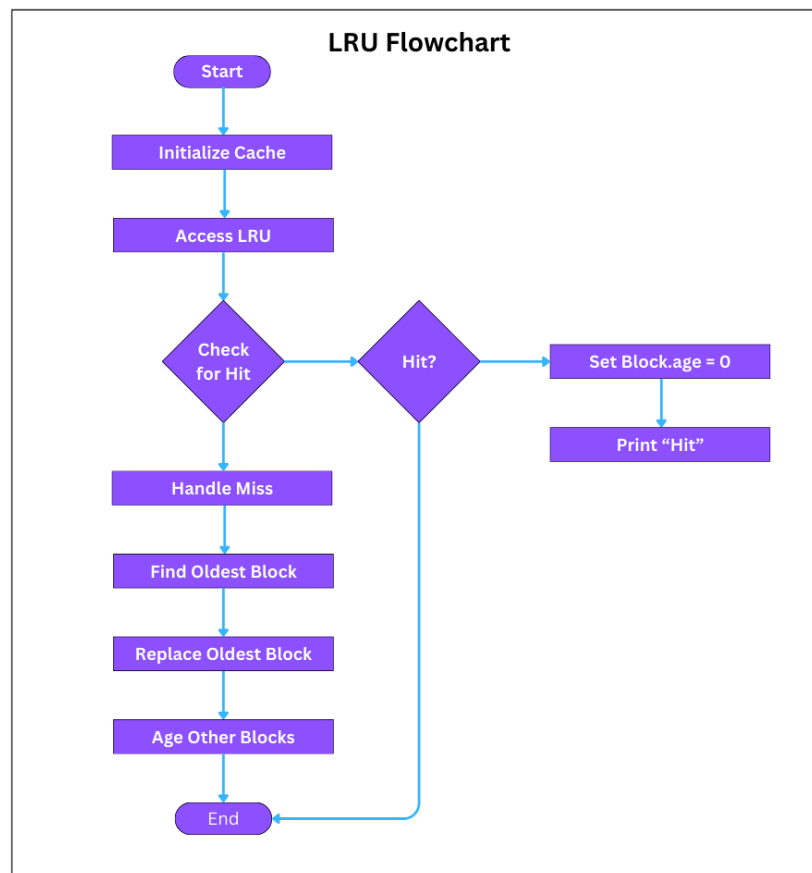 LRU Flowchart
Start
Initialize Cache
Access LRU
Check
for Hit
Hit?
Set Block.age = 0
Print “Hit”
Handle Miss
Find Oldest Block
Replace Oldest Block
Age Other Blocks
End